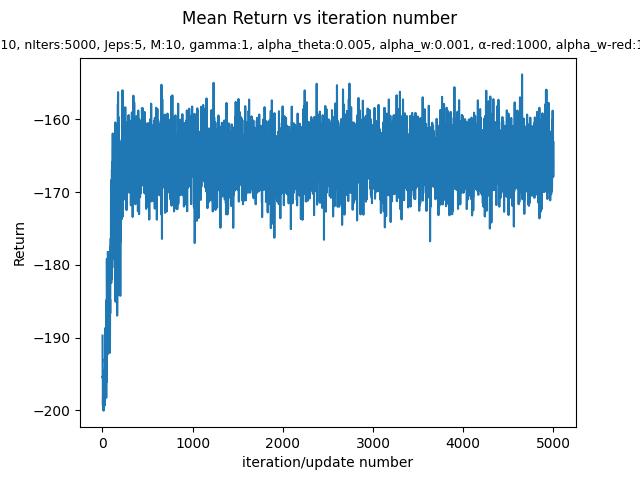 Mean Return vs iteration number
10, nIters:5000, Jeps:5, M:10, gamma:1, alpha_theta:0.005, alpha_w:0.001, α-red:1000, alpha_w-red:1
−160
−170
−180
−190
−200
Return
0 1000 2000 3000 4000 5000
iteration/update number